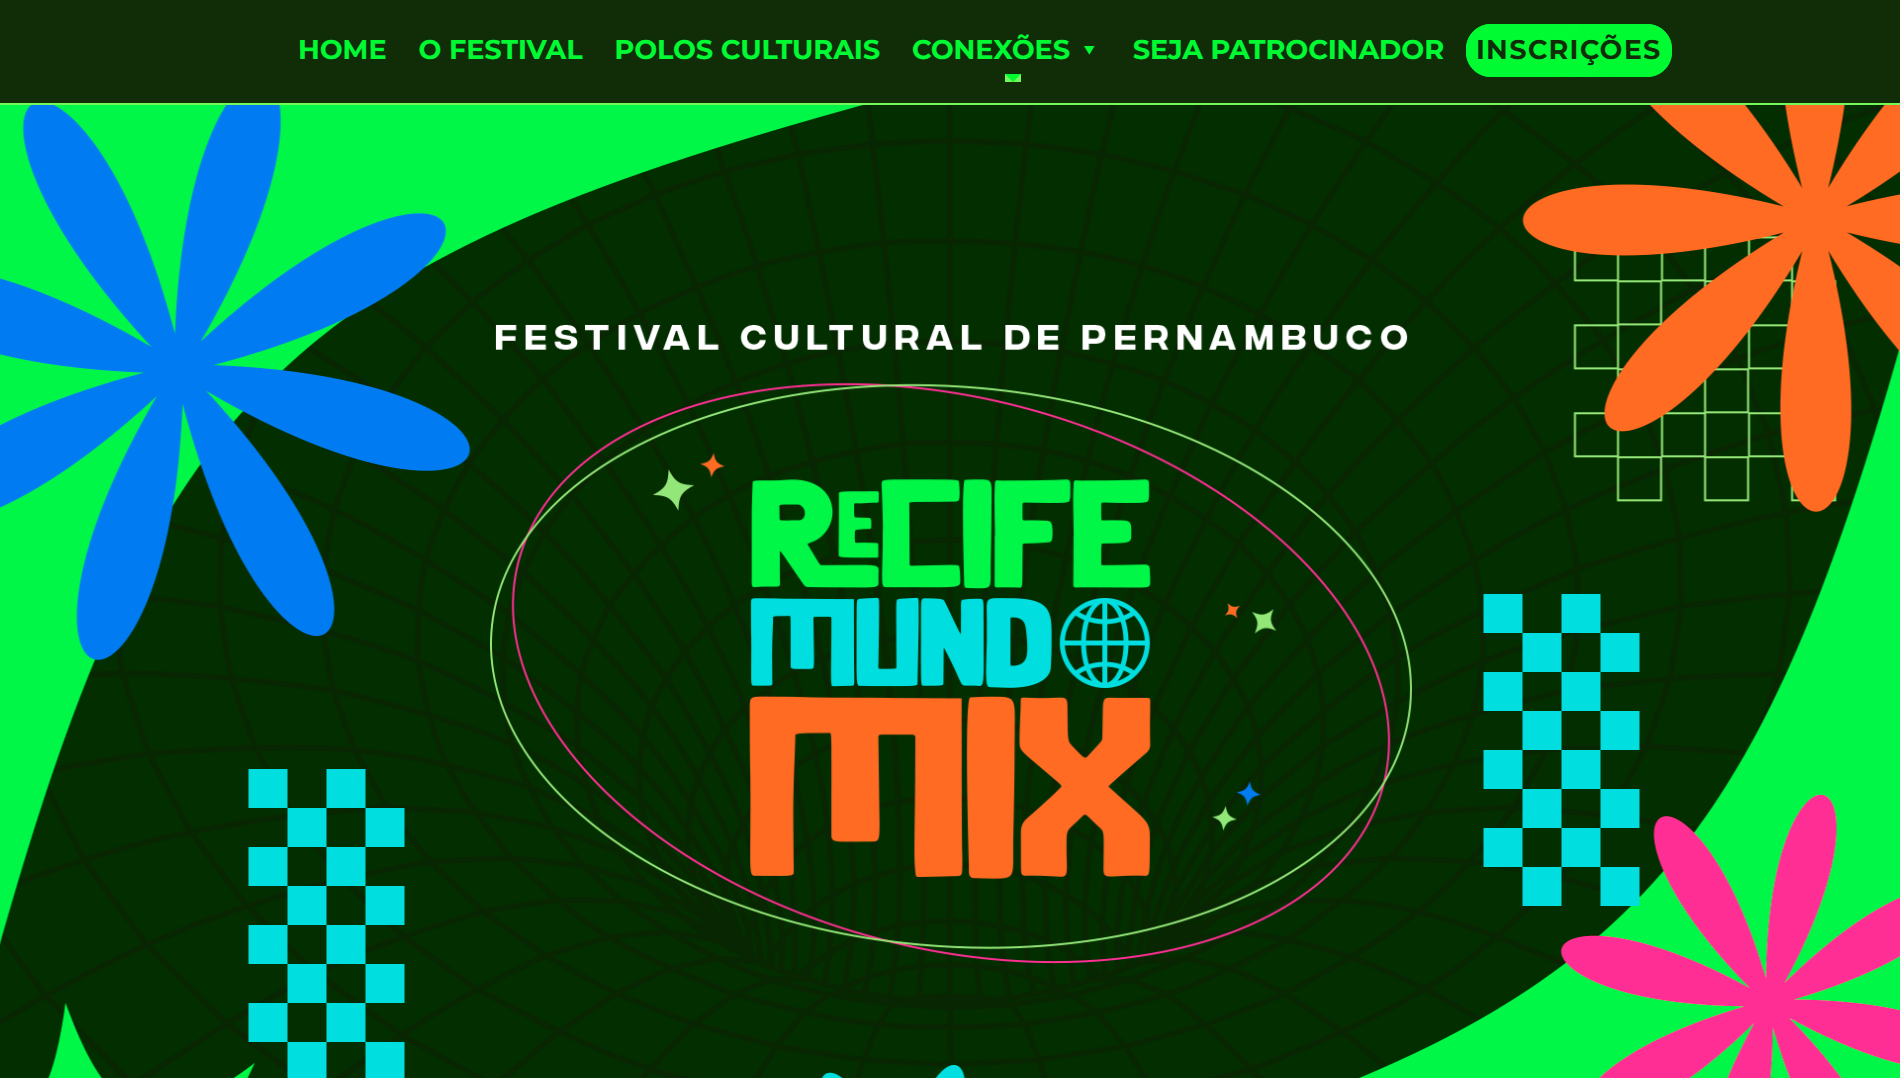 HOME O FESTIVAL POLOS CULTURAIS CONEXÕES SEJA PATROCINADOR INSCRIÇÕES
FESTIVAL CULTURAL DE PERNAMBUCO
ReCIFE
MUNDO
MIX